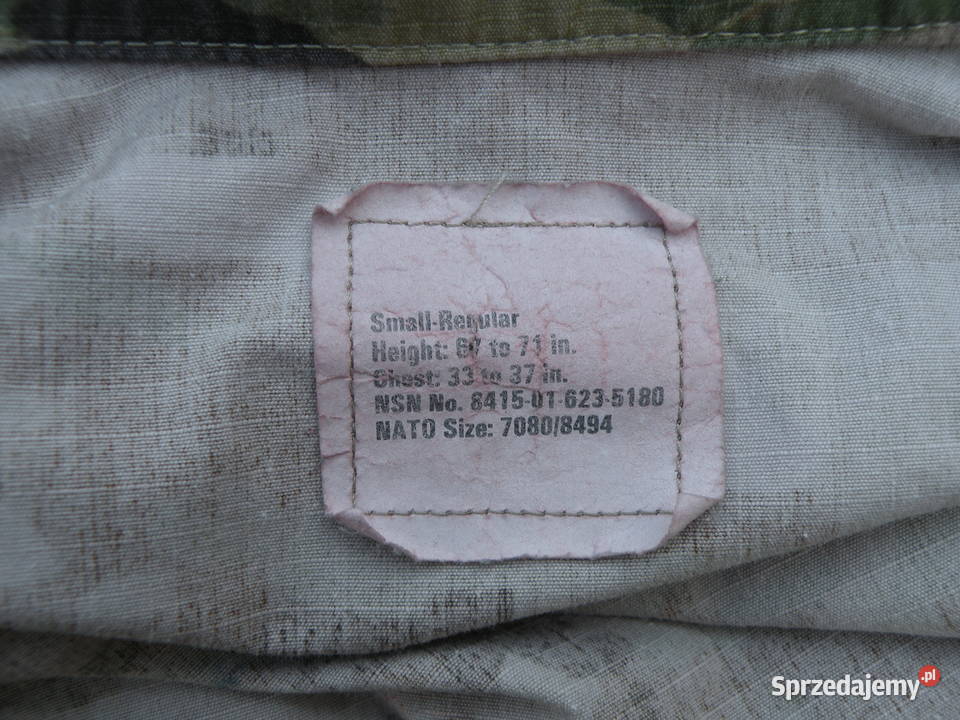 Small-Regular
Height: 67 to 71 in.
Chest: 33 to 37 in.
NSN No. 8415-01-623-5180
NATO Size: 7080/8494
Sprzedajemy.pl